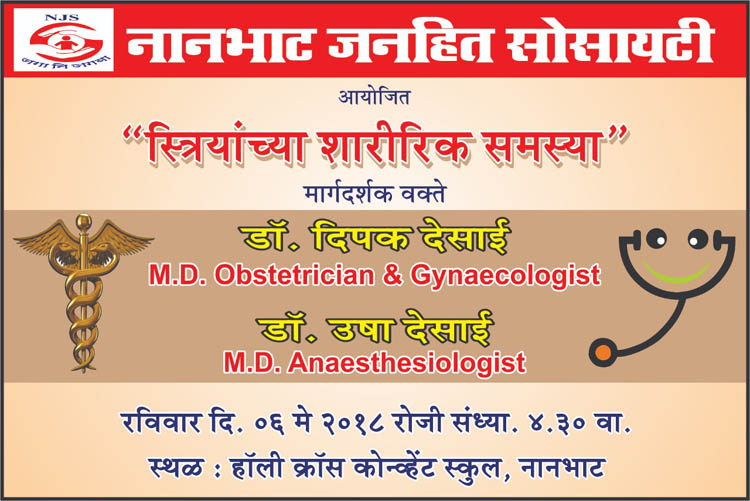 NJS
जगा नि जगवा
नानभाट जनहित सोसायटी
आयोजित
“स्त्रियांच्या शारीरिक समस्या”
मार्गदर्शक वक्ते
डॉ. दिपक देसाई
M.D. Obstetrician & Gynaecologist
डॉ. उषा देसाई
M.D. Anaesthesiologist
रविवार दि. ०६ मे २०१८ रोजी संध्या. ४.३० वा.
स्थळ : हॉली क्रॉस कोन्व्हेंट स्कुल, नानभाट